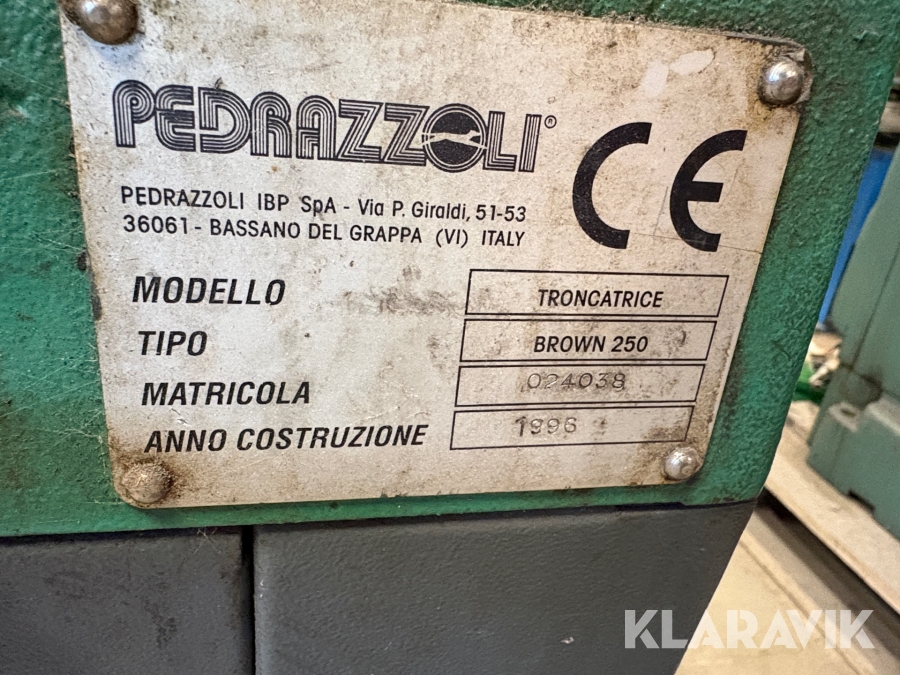 PEDRAZZOLI®
CE
PEDRAZZOLI IBP SpA - Via P. Giraldi, 51-53
36061 - BASSANO DEL GRAPPA (VI) ITALY
MODELLO TRONCATRICE
TIPO BROWN 250
MATRICOLA 024038
ANNO COSTRUZIONE 1996
KLARAVIK